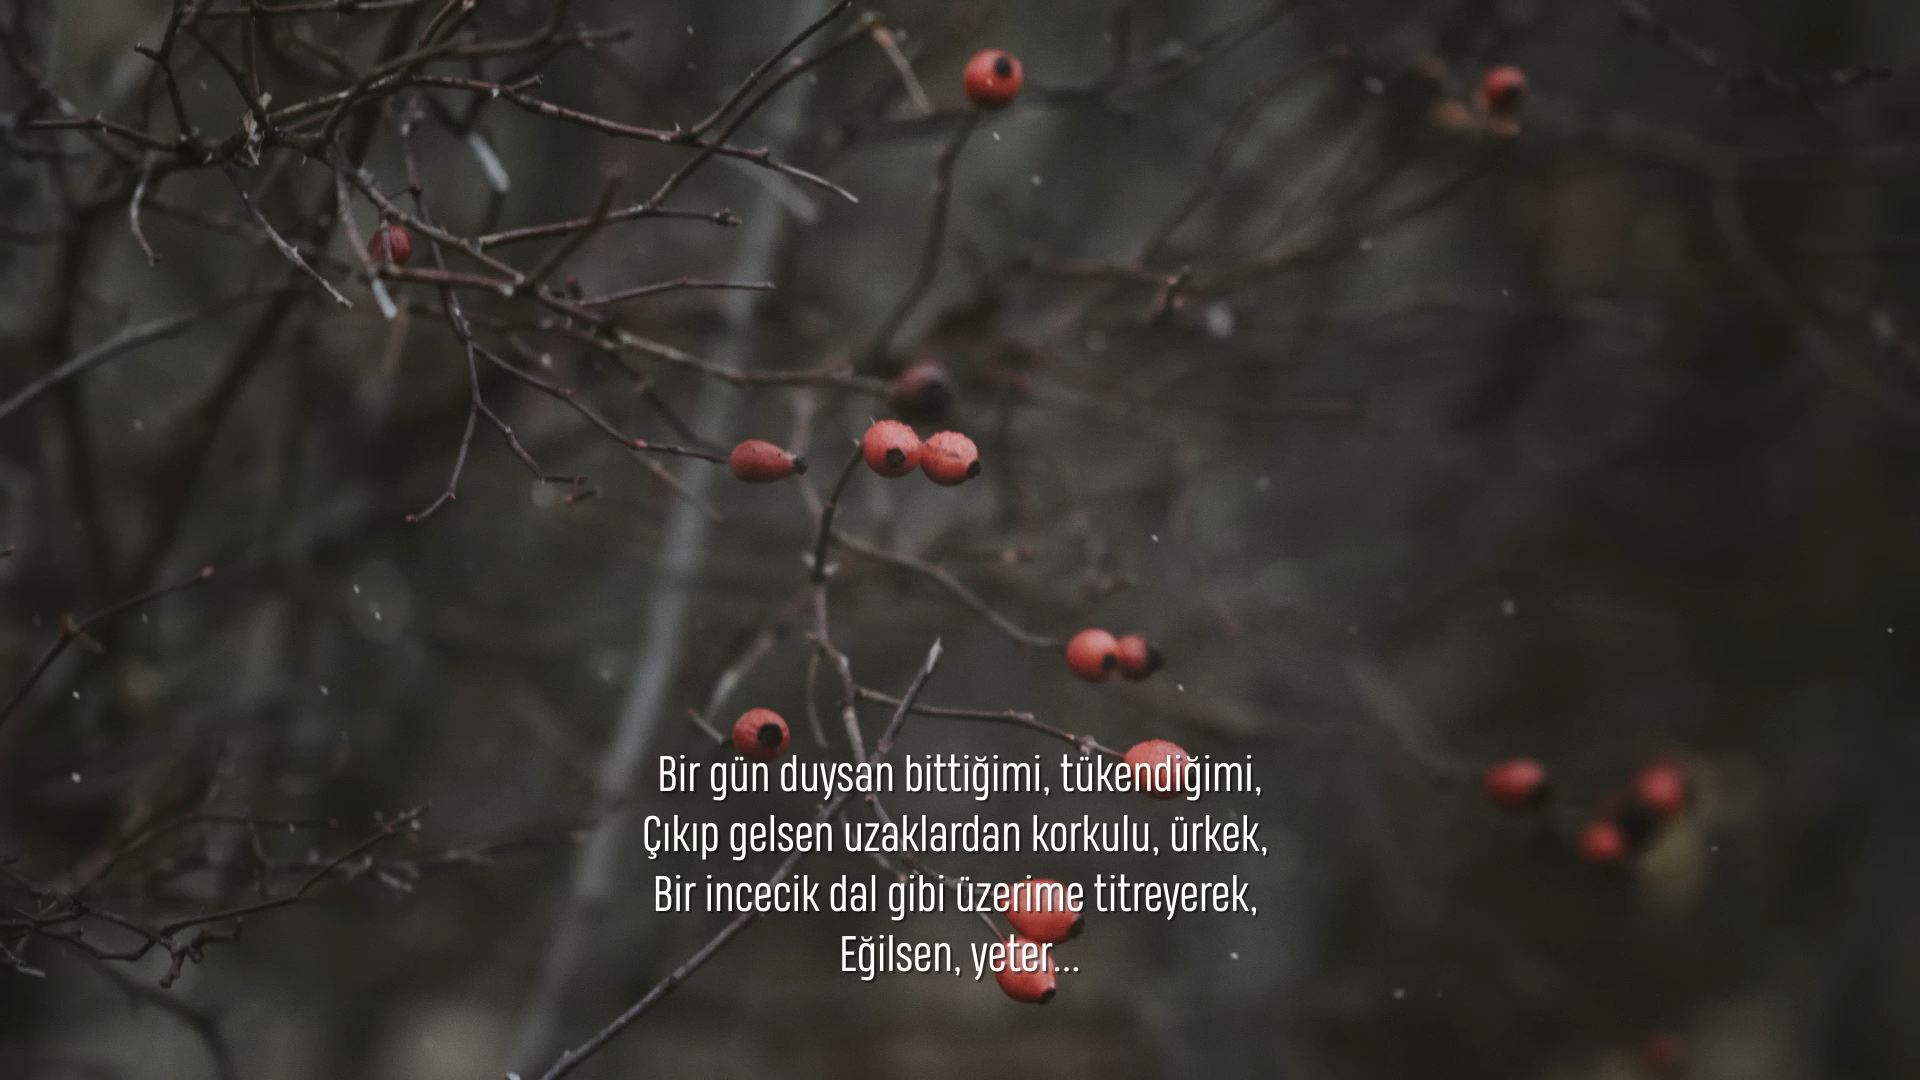 Bir gün duysan bittiğimi, tükendiğimi,
Çıkıp gelsen uzaklardan korkulu, ürkek,
Bir incecik dal gibi üzerime titreyerek,
Eğilsen, yeter...